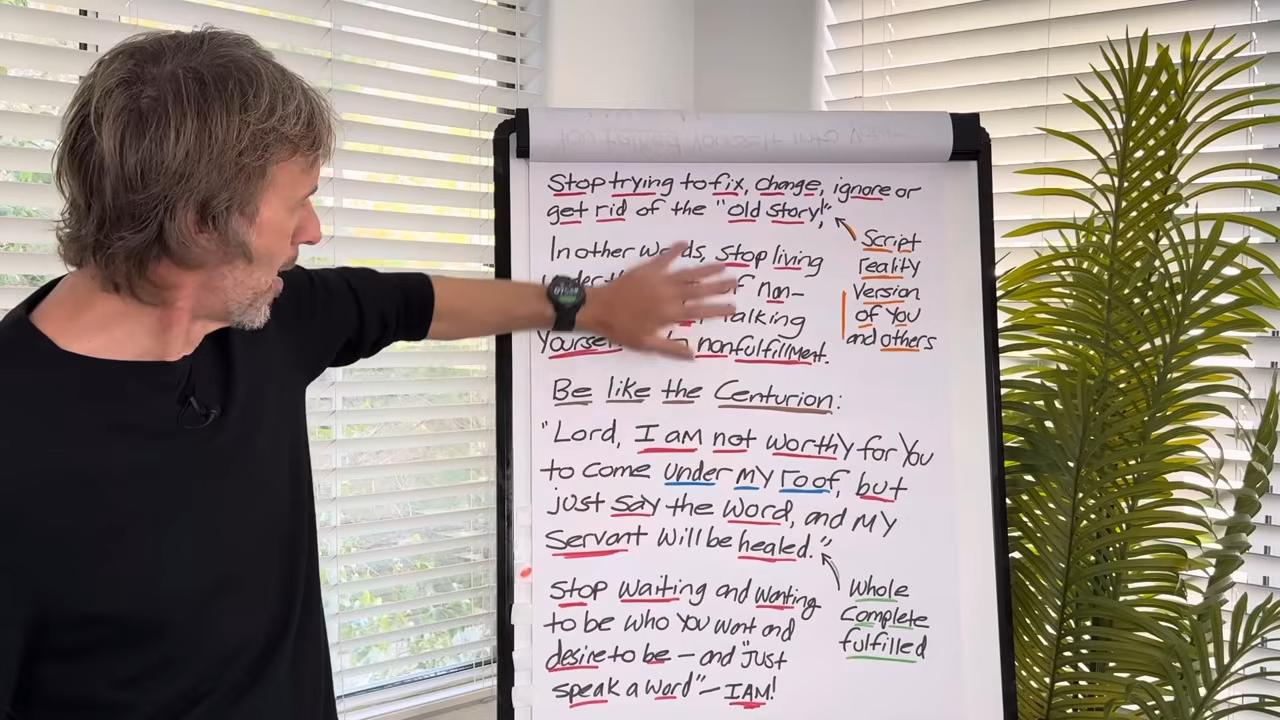 Stop trying to fix, change, ignore or
get rid of the "old story!"
Script
reality
Version
of You
and others
In other words, stop living
under th of non-
talking
Yourse nonfulfillment.
Be like the Centurion:
"Lord, I am not worthy for You
to come under my roof, but
just say the word, and my
Servant will be healed."
Whole
Complete
fulfilled
Stop waiting and wanting
to be who you want and
desire to be – and "just
speak a word" – I AM!